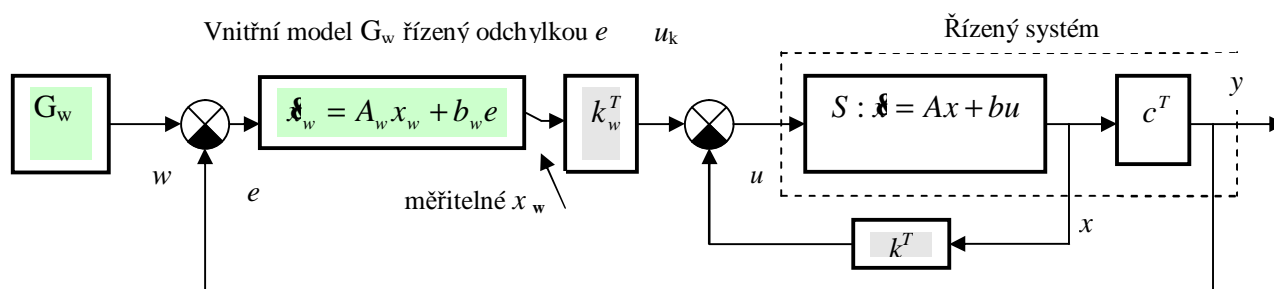 Vnitřní model G_w řízený odchylkou e
u_k
Řízený systém
G_w
ẋ_w = A_w x_w + b_w e
k_w^T
S : ẋ = Ax + bu
c^T
y
w
e
měřitelné x_w
u
x
k^T